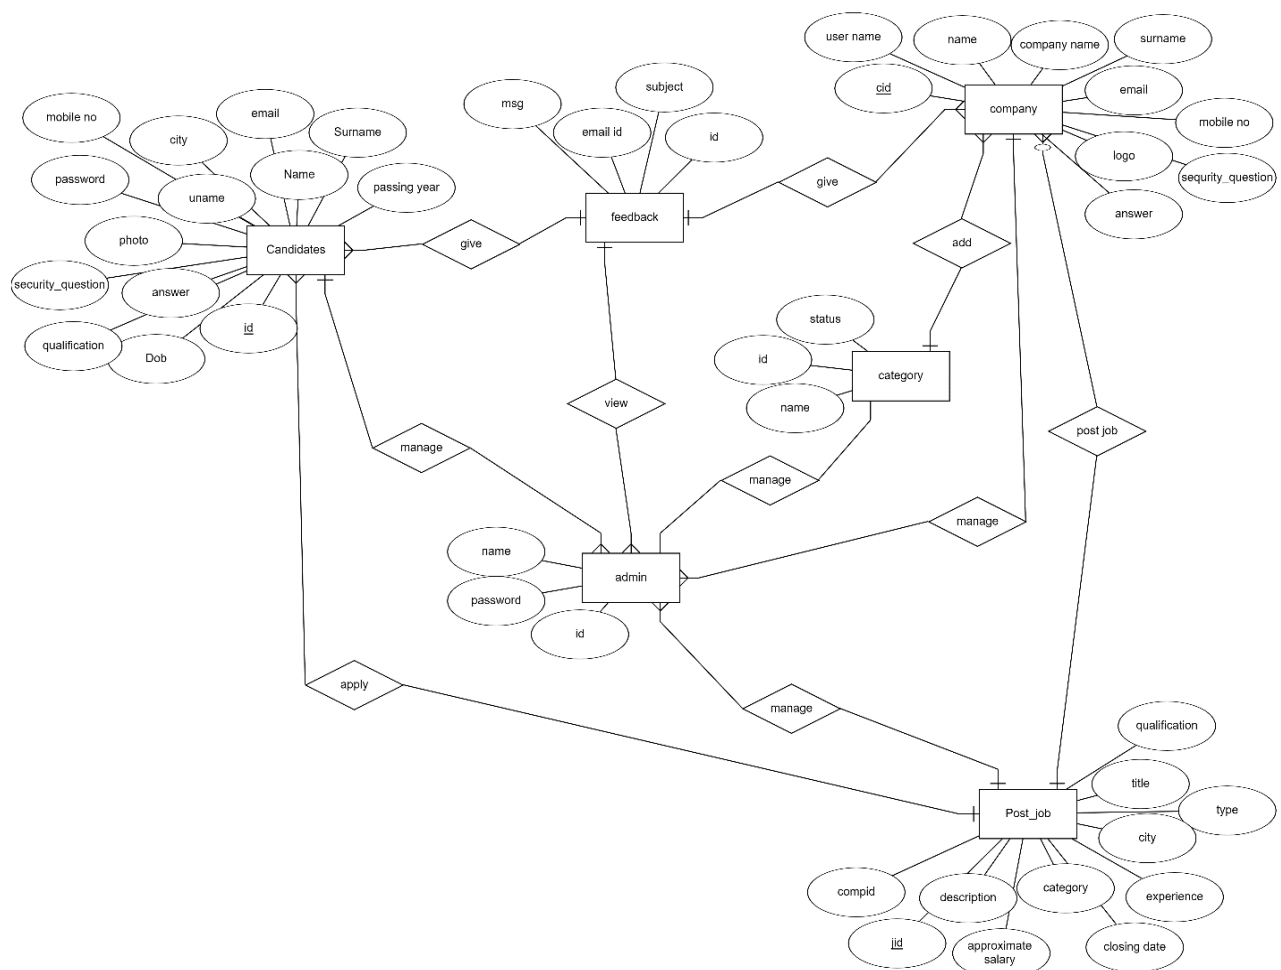 user name
name
company name
surname
cid
company
email
mobile no
logo
sequrity_question
answer
msg
subject
email id
id
feedback
give
mobile no
city
email
Surname
password
uname
Name
passing year
photo
Candidates
give
security_question
answer
id
qualification
Dob
add
status
id
category
name
view
manage
manage
post job
manage
name
admin
password
id
apply
manage
qualification
title
type
Post_job
city
compid
description
category
experience
jid
approximate
salary
closing date